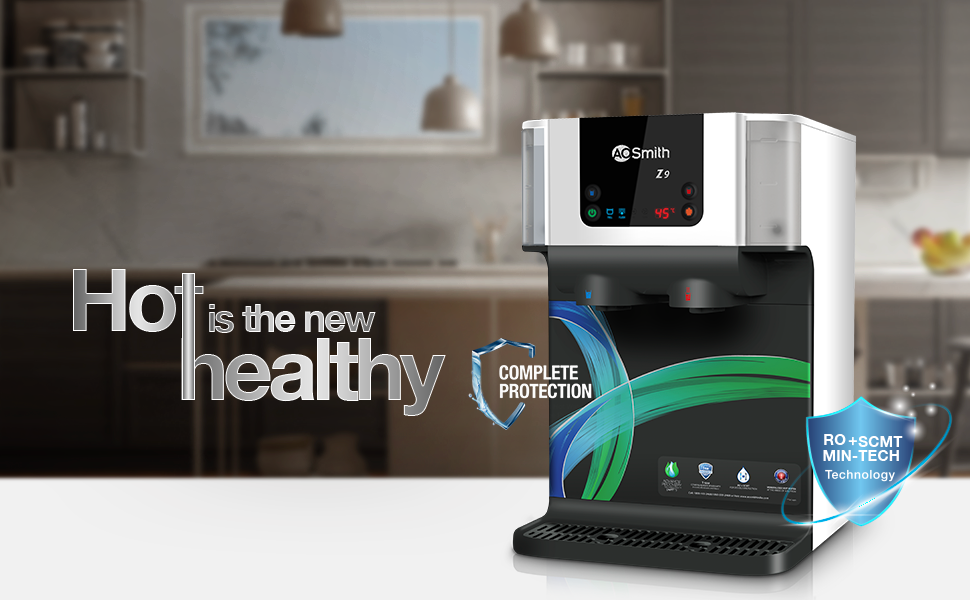 AO Smith
Z9
45°
Hot is the new
healthy
COMPLETE
PROTECTION
RO+SCMT
MIN-TECH
Technology